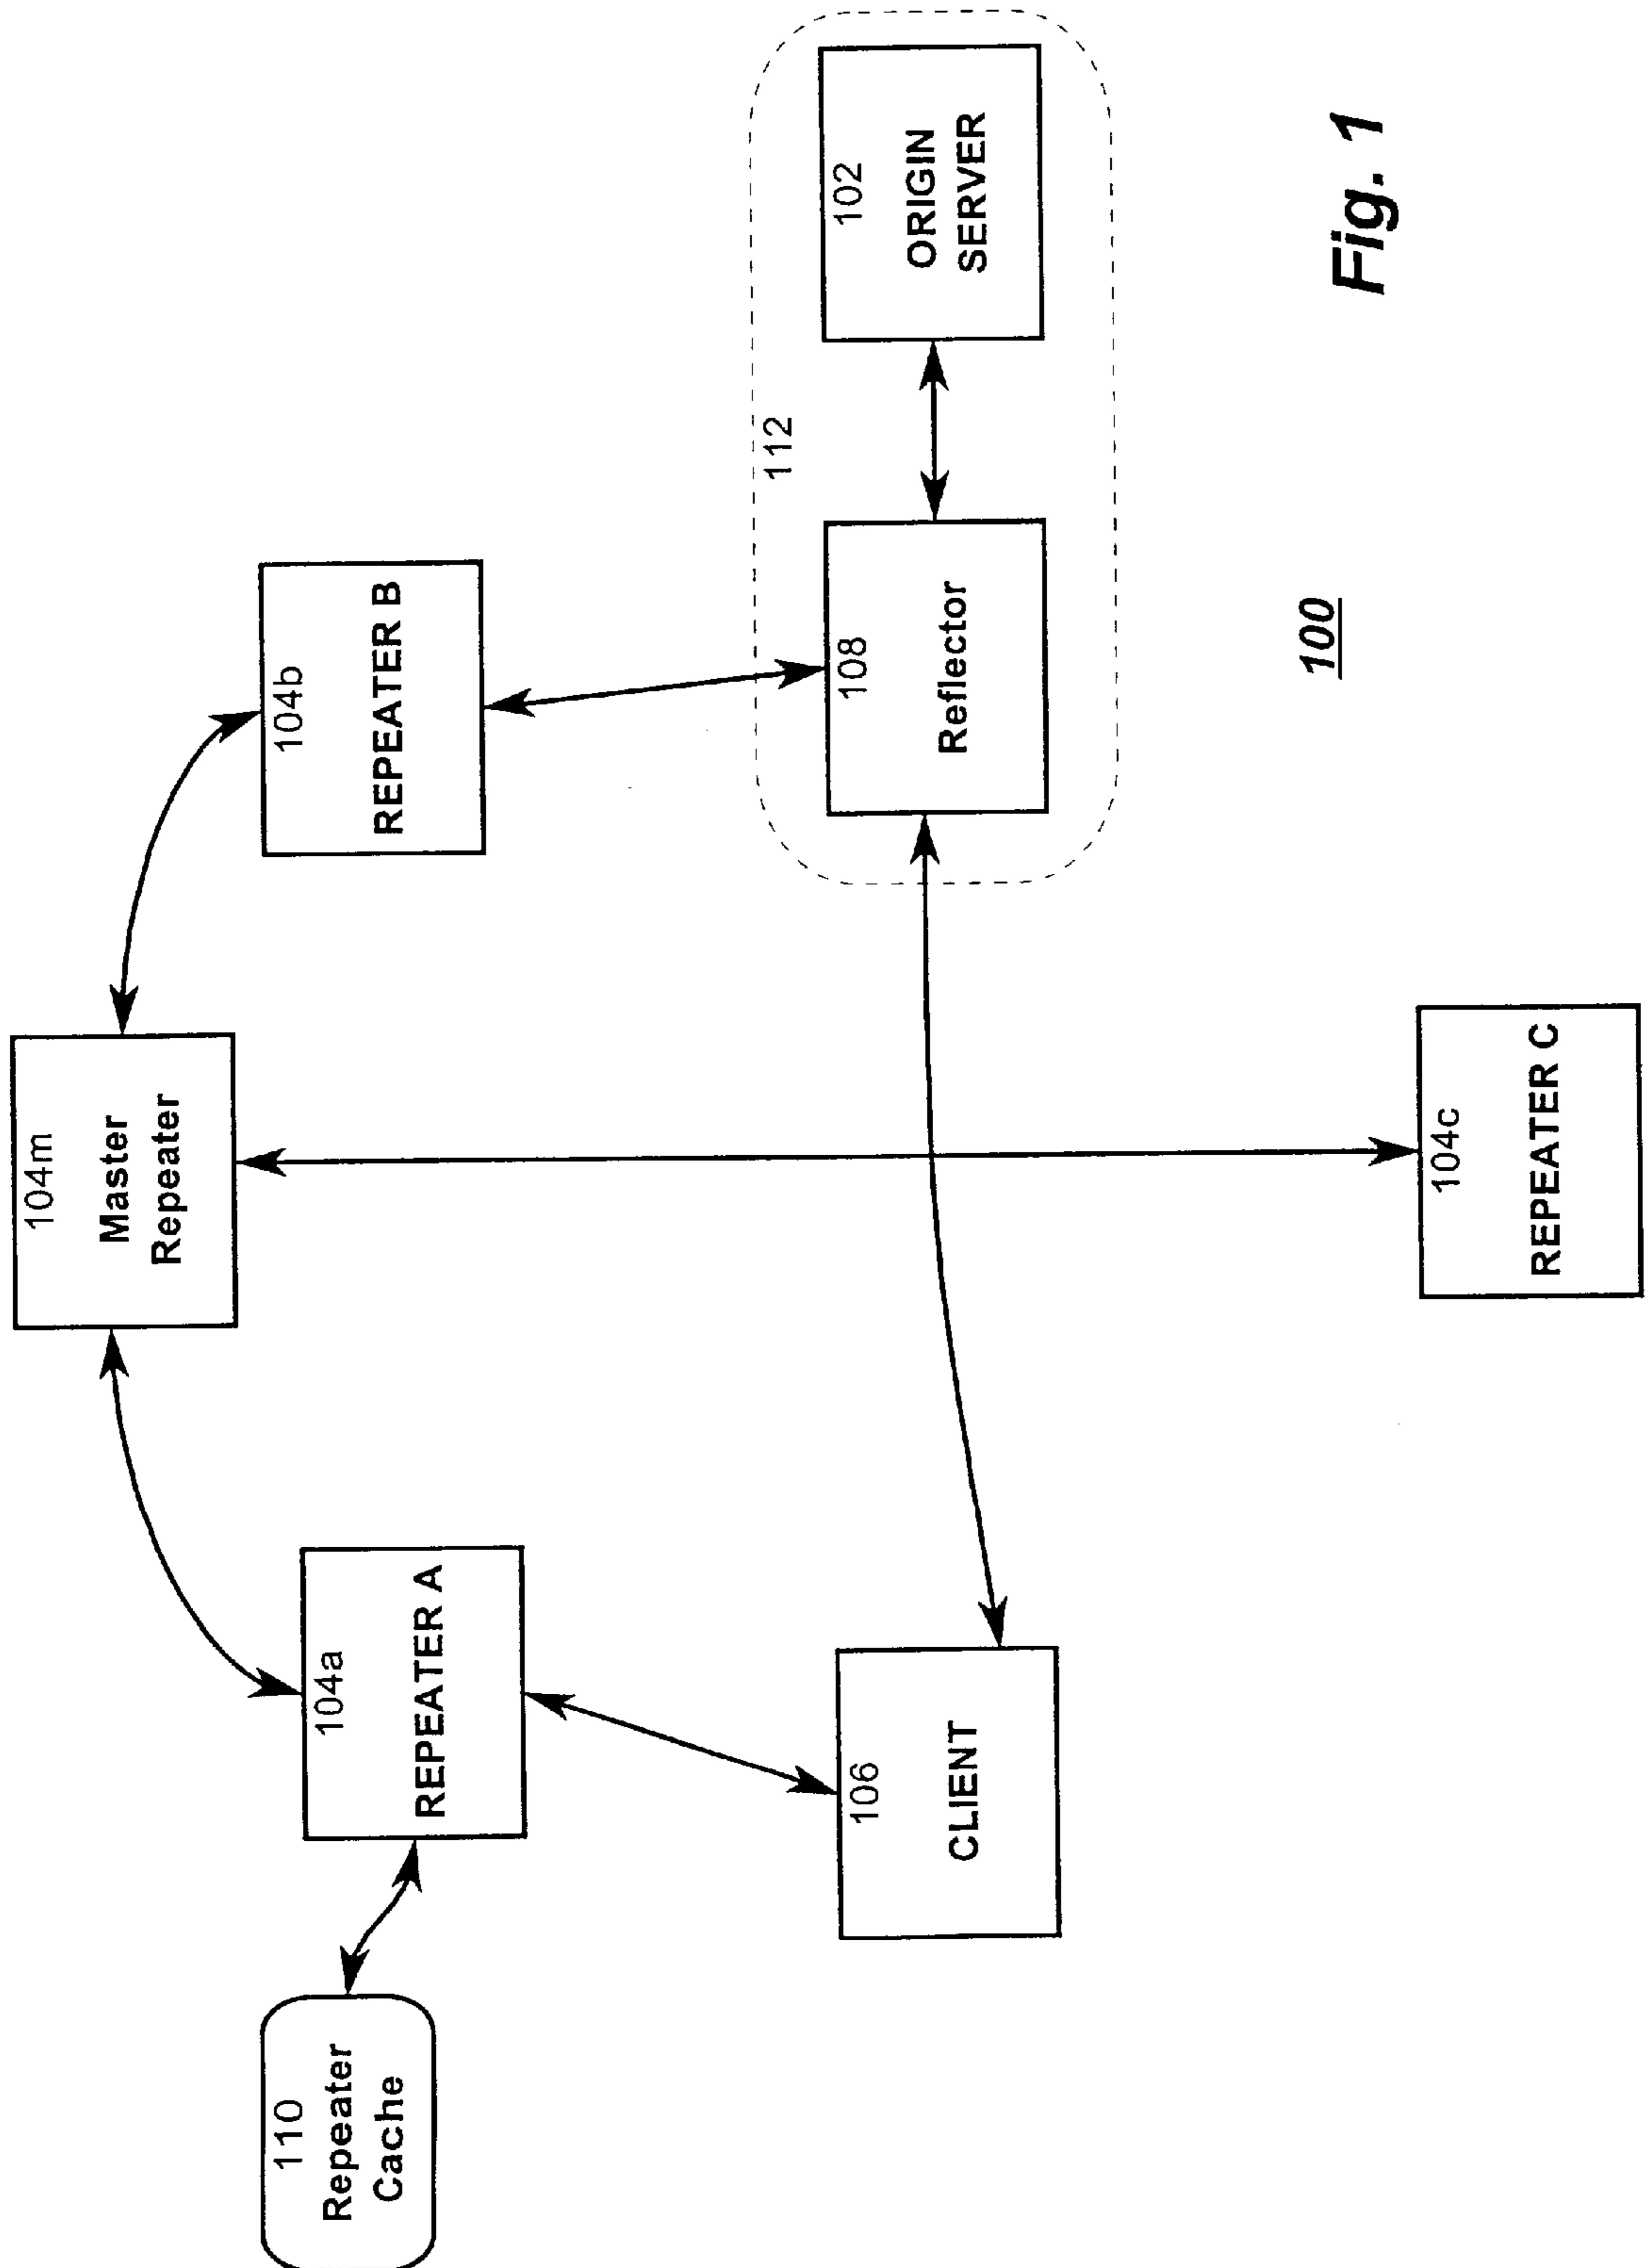 104m
Master
Repeater
110
Repeater
Cache
104a
REPEATER A
104b
REPEATER B
106
CLIENT
108
Reflector
112
102
ORIGIN
SERVER
104c
REPEATER C
100
Fig. 1